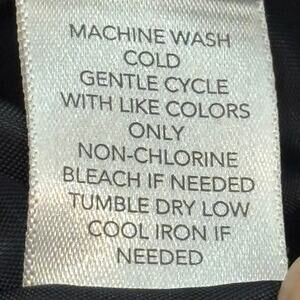 MACHINE WASH
COLD
GENTLE CYCLE
WITH LIKE COLORS
ONLY
NON-CHLORINE
BLEACH IF NEEDED
TUMBLE DRY LOW
COOL IRON IF
NEEDED